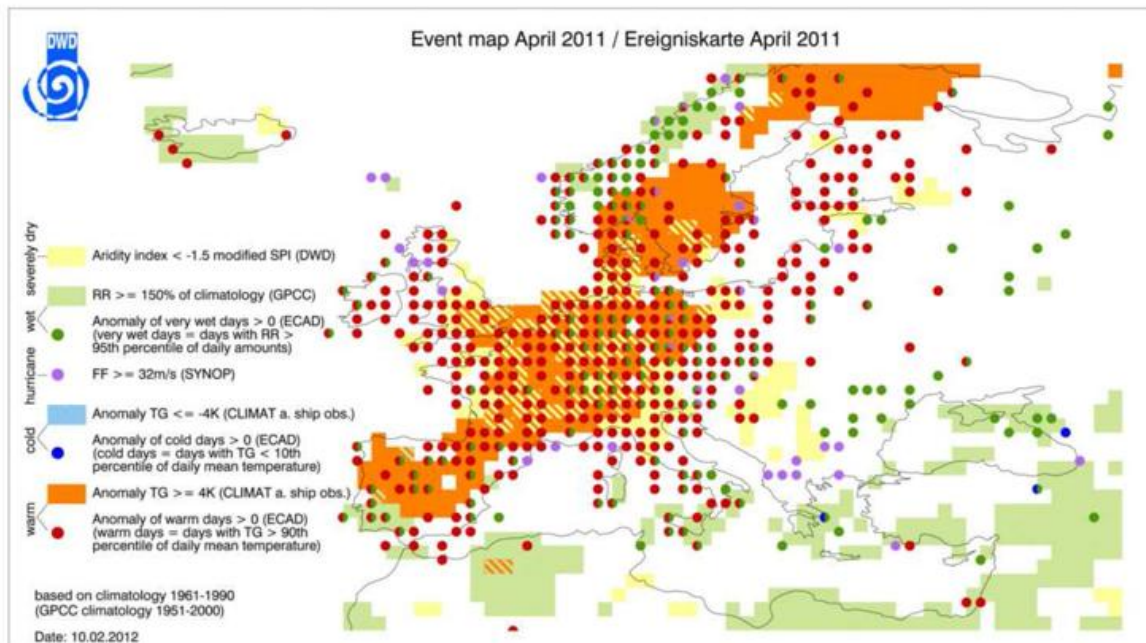 DWD
Event map April 2011 / Ereigniskarte April 2011
severely dry
Aridity index < -1.5 modified SPI (DWD)
wet
RR >= 150% of climatology (GPCC)
Anomaly of very wet days > 0 (ECAD)
(very wet days = days with RR >
95th percentile of daily amounts)
hurricane
FF >= 32m/s (SYNOP)
cold
Anomaly TG <= -4K (CLIMAT a. ship obs.)
Anomaly of cold days > 0 (ECAD)
(cold days = days with TG < 10th
percentile of daily mean temperature)
warm
Anomaly TG >= 4K (CLIMAT a. ship obs.)
Anomaly of warm days > 0 (ECAD)
(warm days = days with TG > 90th
percentile of daily mean temperature)
based on climatology 1961-1990
(GPCC climatology 1951-2000)
Date: 10.02.2012